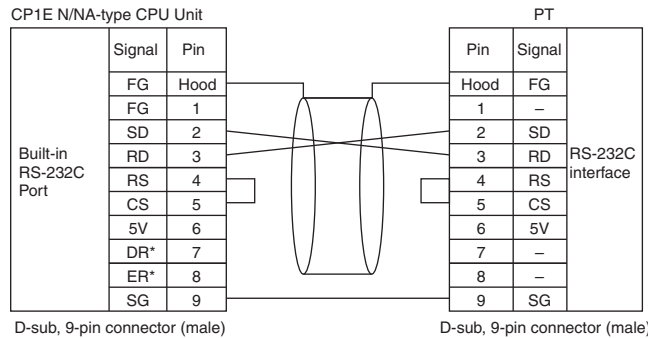 CP1E N/NA-type CPU Unit PT
Signal Pin Pin Signal
FG Hood Hood FG
FG 1 1 –
SD 2 2 SD
Built-in RS-232C Port
RD 3 3 RD
RS-232C interface
RS 4 4 RS
CS 5 5 CS
5V 6 6 5V
DR* 7 7 –
ER* 8 8 –
SG 9 9 SG
D-sub, 9-pin connector (male) D-sub, 9-pin connector (male)